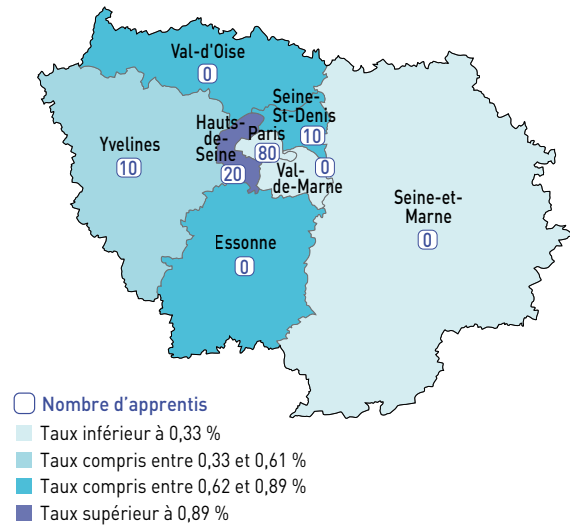 Val-d'Oise
0
Seine-
St-Denis
10
Hauts-
de-
Seine
20
Paris
80
Yvelines
10
Val-
de-Marne
0
Seine-et-
Marne
0
Essonne
0
Nombre d'apprentis
Taux inférieur à 0,33 %
Taux compris entre 0,33 et 0,61 %
Taux compris entre 0,62 et 0,89 %
Taux supérieur à 0,89 %